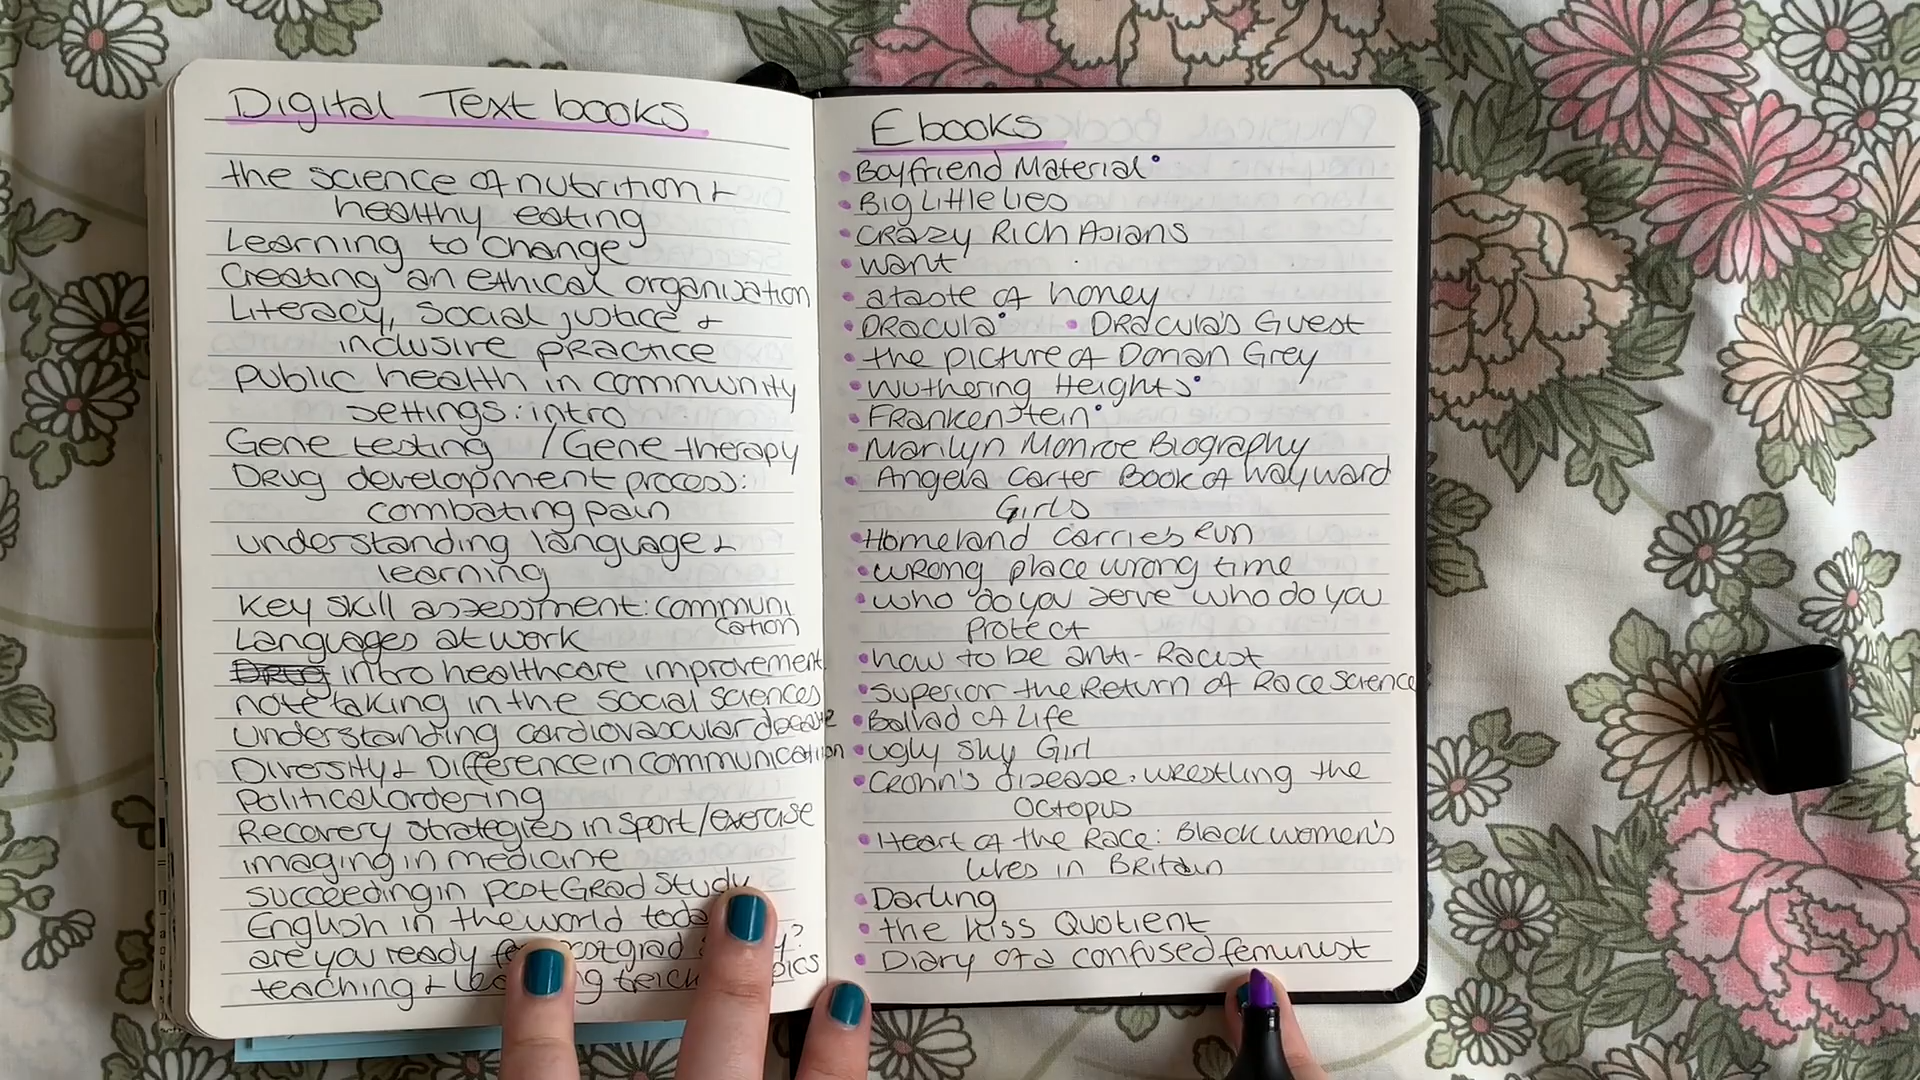 Digital Text books
the science of nutrition +
healthy eating
Learning to change
Creating an ethical organization
Literacy, social justice +
inclusive practice
public health in community
settings: intro
Gene testing / Gene therapy
Drug development process:
combating pain
understanding language +
learning
Key skill assessment: communi
cation
Languages at work
intro healthcare improvement
note taking in the social sciences
understanding cardiovascular disease
Diversity + Difference in communication
Political ordering
Recovery strategies in sport/exercise
imaging in medicine
succeeding in post Grad Study
English in the world
are you ready
teaching +
Ebooks
Boyfriend Material
Big Little lies
Crazy Rich Asians
want
a taste of honey
Dracula • Dracula's Guest
the picture of Dorian Grey
Wuthering Heights
Frankenstein
Marilyn Monroe Biography
Angela Carter Book of wayward
Girls
Homeland Carries Run
wrong place wrong time
who do you serve who do you
Protect
how to be anti-Racist
superior the Return of Race science
Ballad of Life
ugly shy Girl
Crohn's disease. wrestling the
Octopus
Heart of the Race: Black women's
lives in Britain
Darling
the kiss Quotient
Diary of a confused feminist